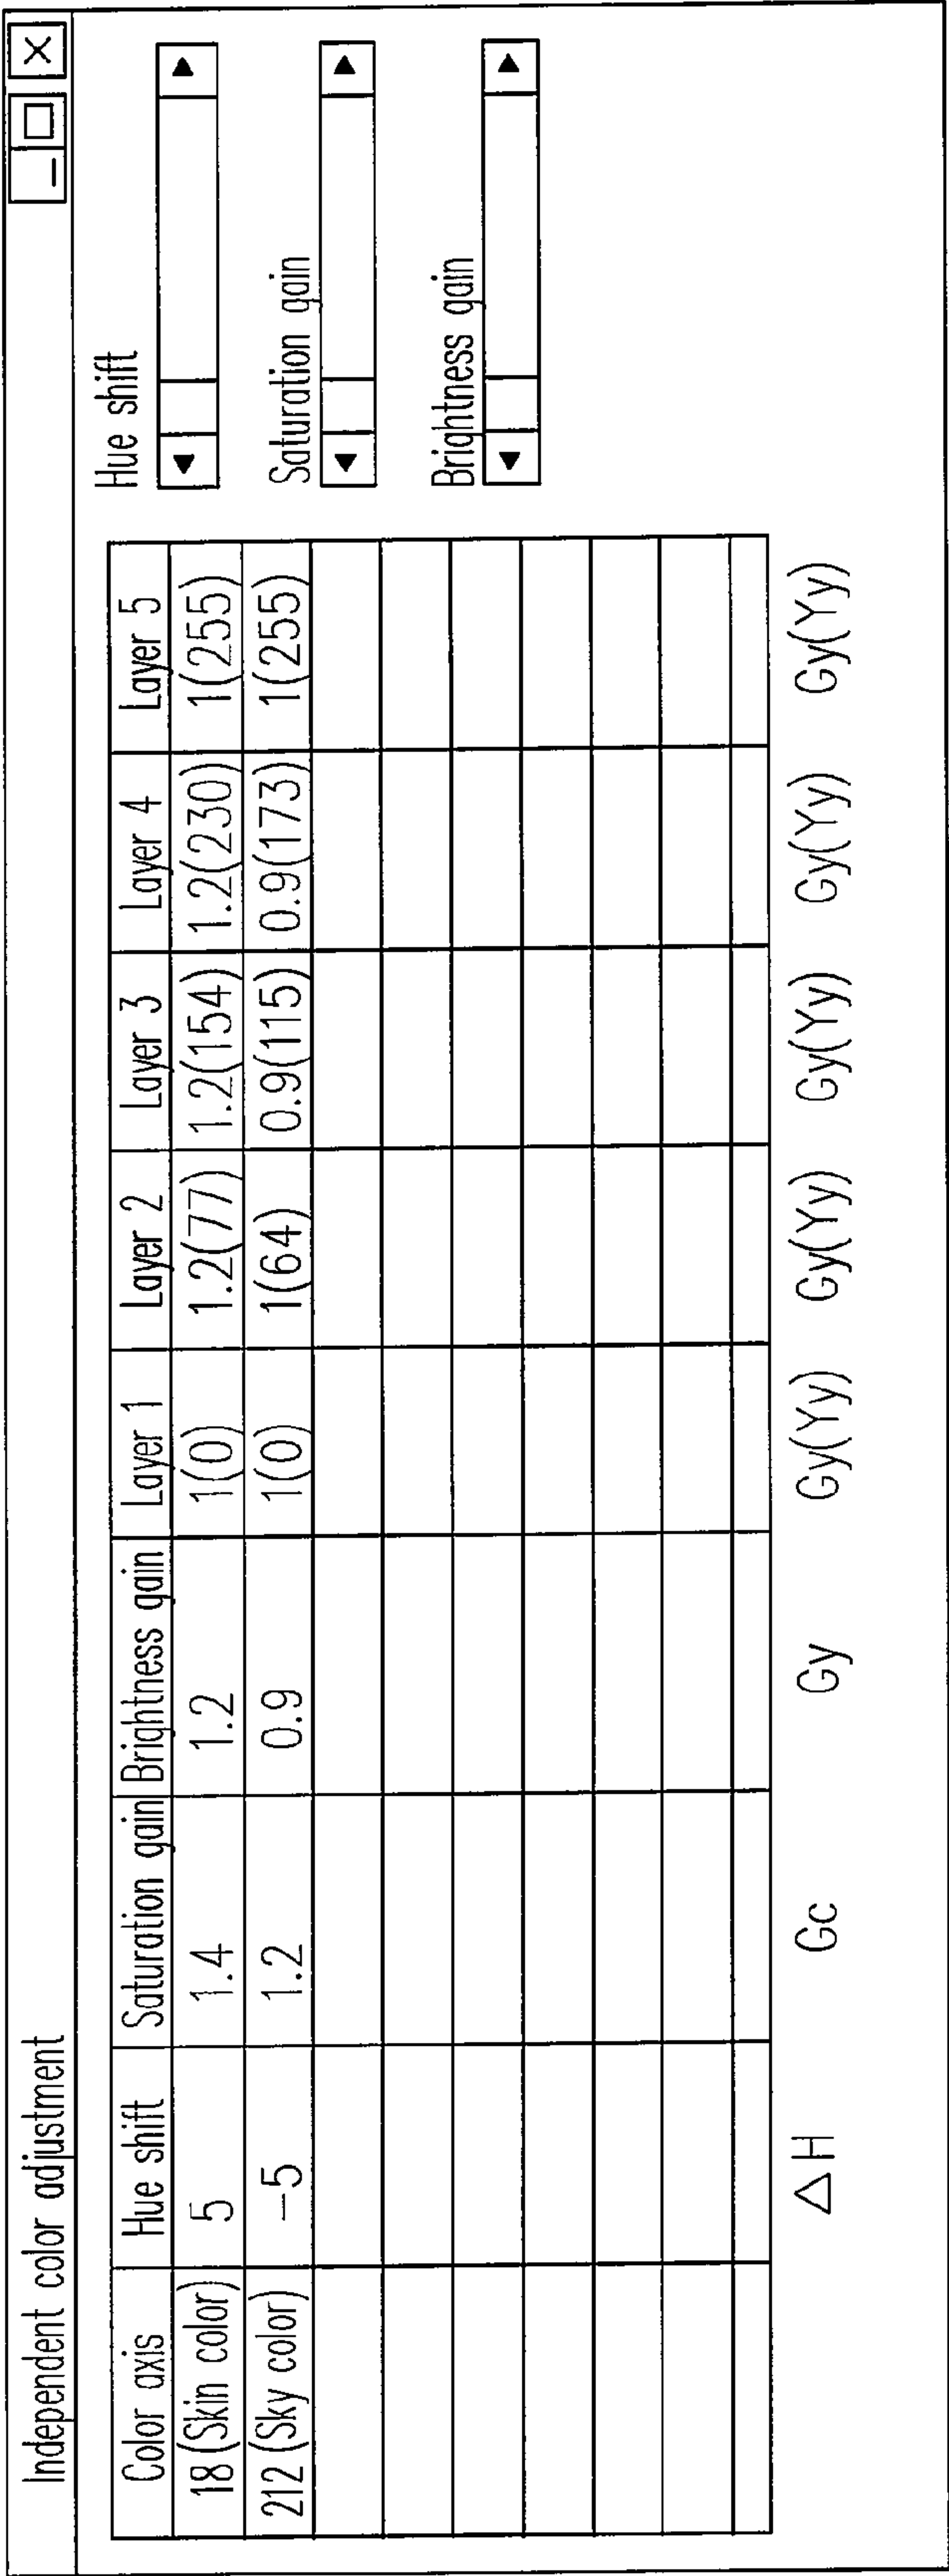 Independent color adjustment
Color axis Hue shift Saturation gain Brightness gain Layer 1 Layer 2 Layer 3 Layer 4 Layer 5
18 (Skin color) 5 1.4 1.2 1(0) 1.2(77) 1.2(154) 1.2(230) 1(255)
212 (Sky color) −5 1.2 0.9 1(0) 1(64) 0.9(115) 0.9(173) 1(255)
△H Gc Gy Gy(Yy) Gy(Yy) Gy(Yy) Gy(Yy) Gy(Yy)
Hue shift
Saturation gain
Brightness gain